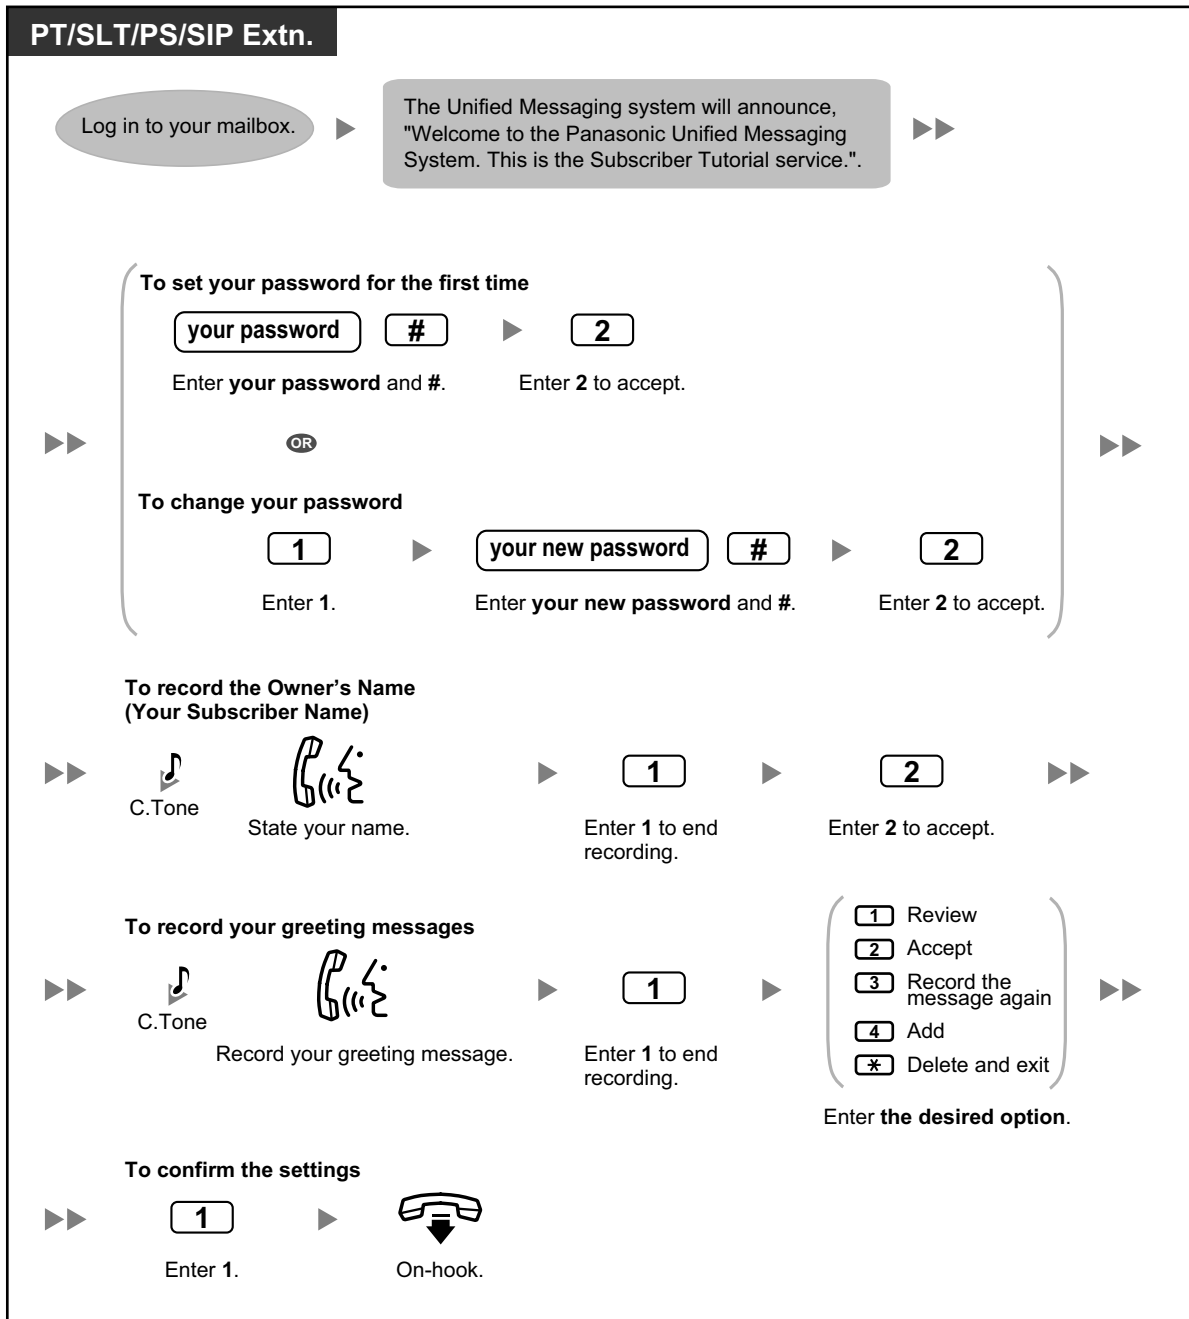 PT/SLT/PS/SIP Extn.
Log in to your mailbox.
The Unified Messaging system will announce,
"Welcome to the Panasonic Unified Messaging
System. This is the Subscriber Tutorial service.".
To set your password for the first time
your password # 2
Enter your password and #. Enter 2 to accept.
OR
To change your password
1 your new password # 2
Enter 1. Enter your new password and #. Enter 2 to accept.
To record the Owner's Name
(Your Subscriber Name)
1 2
C.Tone
State your name.
Enter 1 to end
recording.
Enter 2 to accept.
To record your greeting messages
C.Tone
Record your greeting message.
1
Enter 1 to end
recording.
1 Review
2 Accept
3 Record the
message again
4 Add
* Delete and exit
Enter the desired option.
To confirm the settings
1
Enter 1. On-hook.